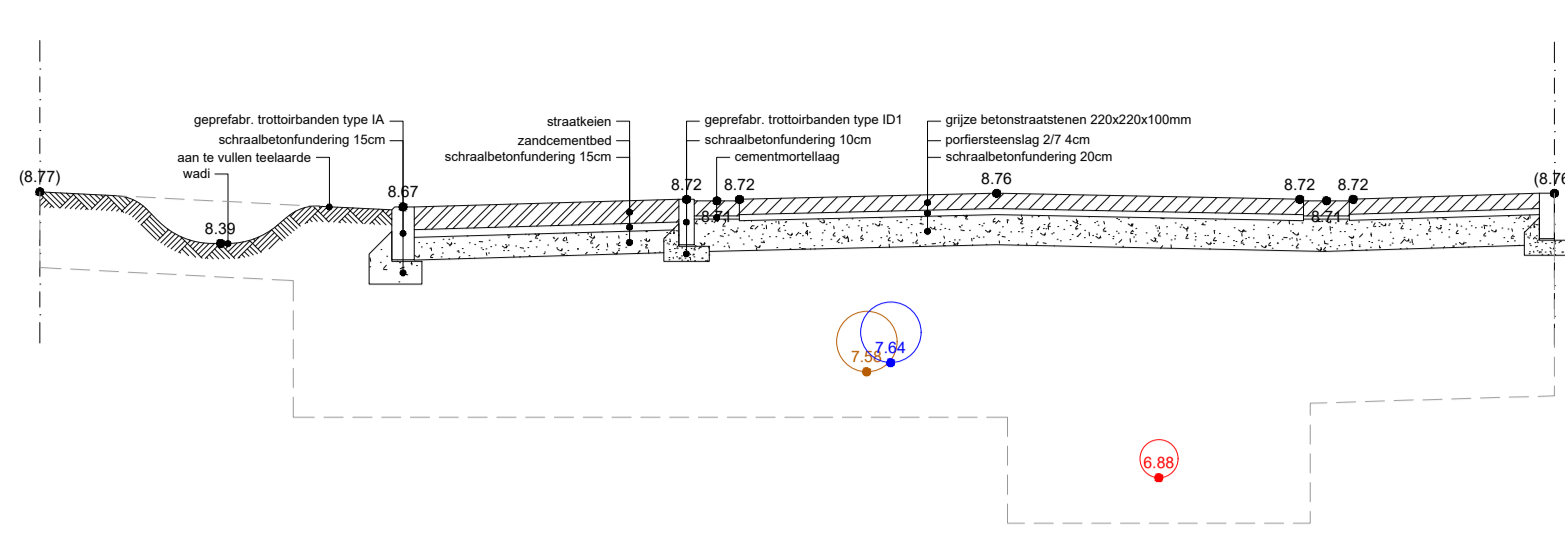 geprefabr. trottoirbanden type IA
schraalbetonfundering 15cm
aan te vullen teelaarde
wadi
straatkeien
zandcementbed
schraalbetonfundering 15cm
geprefabr. trottoirbanden type ID1
schraalbetonfundering 10cm
cementmortellaag
grijze betonstraatstenen 220x220x100mm
porfiersteenslag 2/7 4cm
schraalbetonfundering 20cm
(8.77)
8.39
8.67
8.72
8.72
8.71
8.76
8.72
8.72
8.71
(8.76
7.58
7.64
6.88